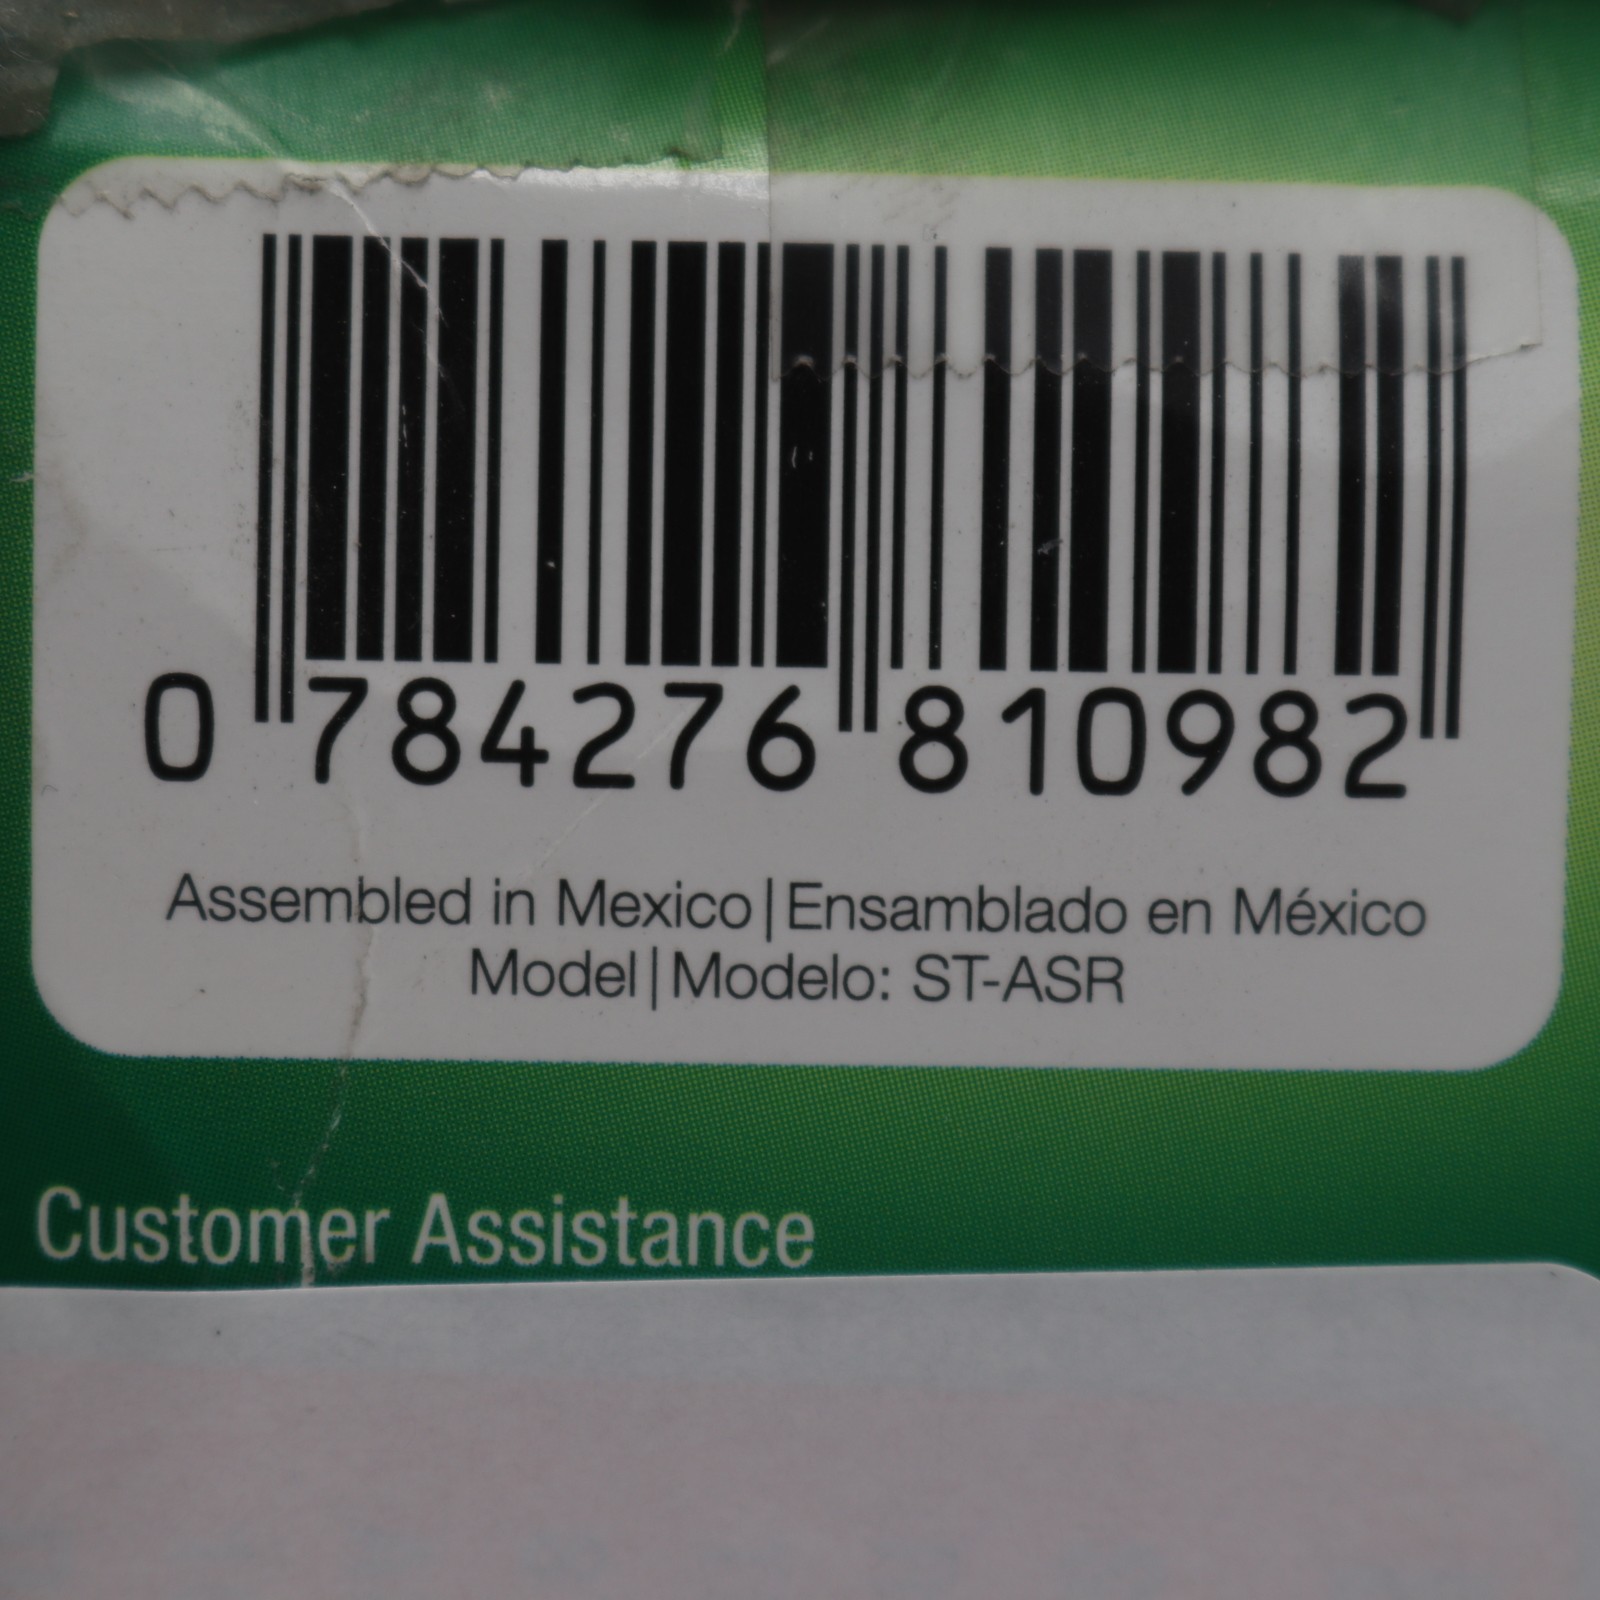 0 784276 810982
Assembled in Mexico|Ensamblado en México
Model|Modelo: ST-ASR
Customer Assistance